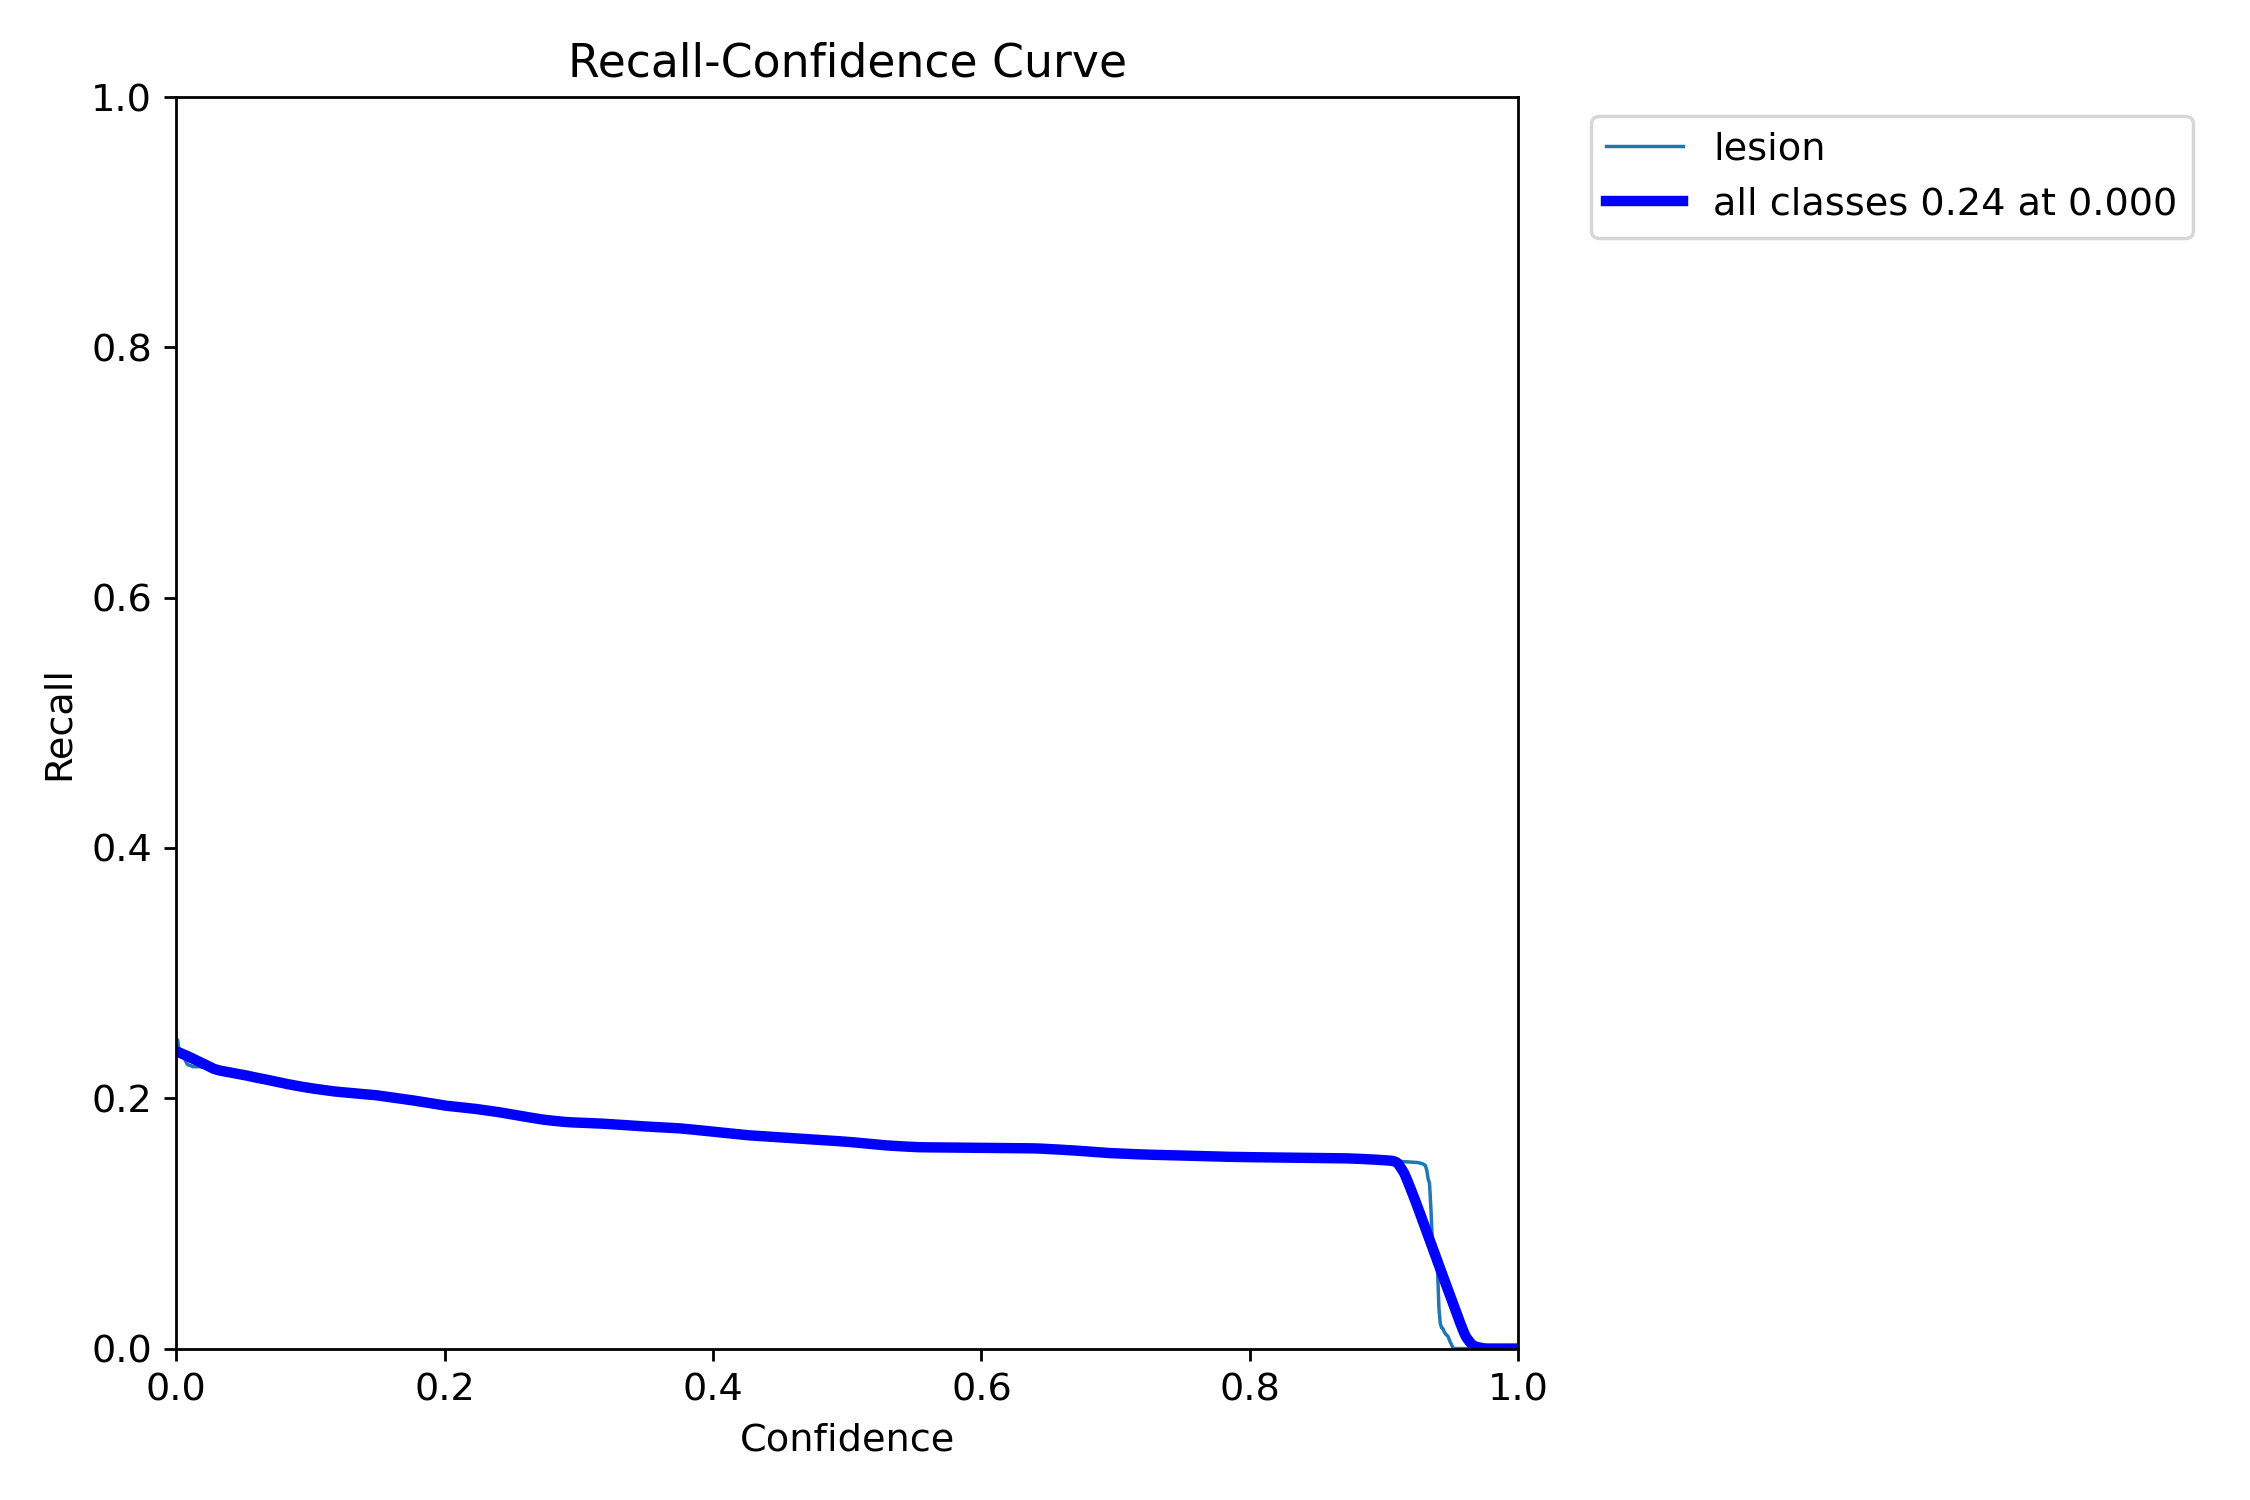 Recall-Confidence Curve
1.0
0.8
0.6
0.4
0.2
0.0
Recall
0.0 0.2 0.4 0.6 0.8 1.0
Confidence
lesion
all classes 0.24 at 0.000